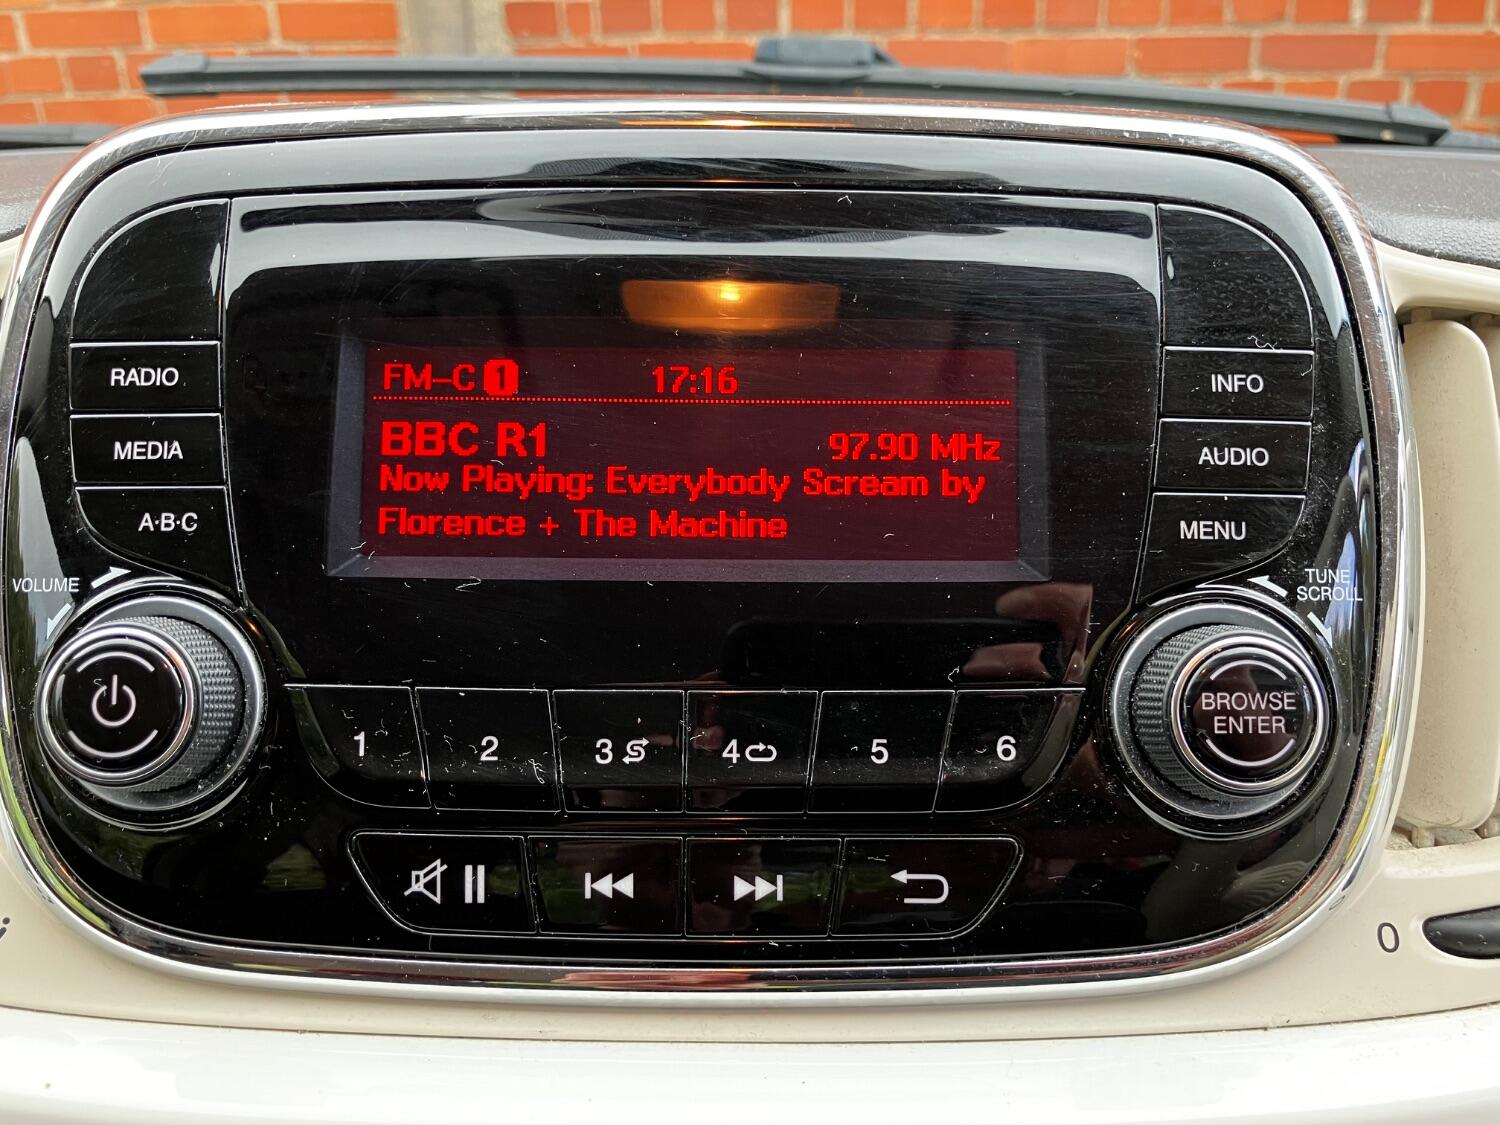 FM-C 1 17:16
BBC R1 97.90 MHz
Now Playing: Everybody Scream by
Florence + The Machine
RADIO
MEDIA
A·B·C
INFO
AUDIO
MENU
VOLUME
TUNE
SCROLL
BROWSE
ENTER
1 2 3 4 5 6
0